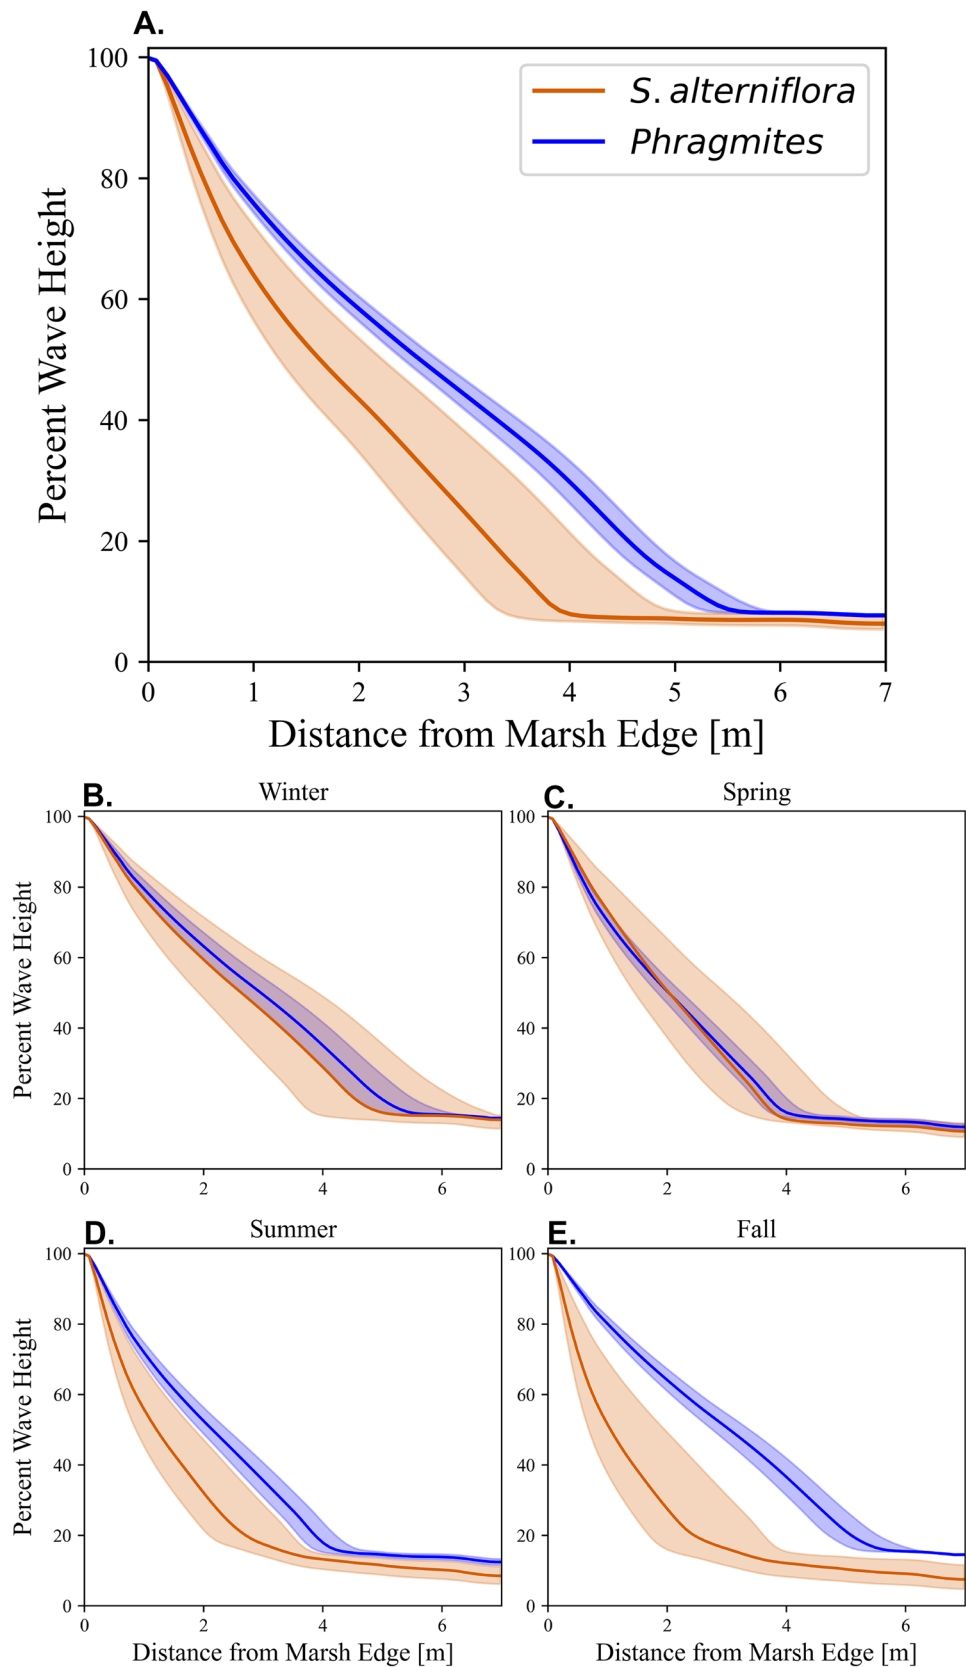 A.
100
80
60
40
20
0
Percent Wave Height
S. alterniflora
Phragmites
0 1 2 3 4 5 6 7
Distance from Marsh Edge [m]
B. Winter
100
80
60
40
20
0
Percent Wave Height
0 2 4 6
C. Spring
100
80
60
40
20
0
0 2 4 6
D. Summer
100
80
60
40
20
0
Percent Wave Height
0 2 4 6
Distance from Marsh Edge [m]
E. Fall
100
80
60
40
20
0
0 2 4 6
Distance from Marsh Edge [m]